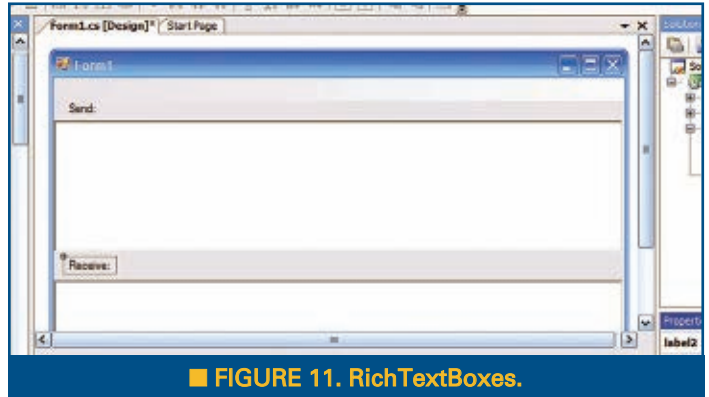 Form1.cs [Design]* Start Page
Form1
Send:
Receive:
label2
■ FIGURE 11. RichTextBoxes.